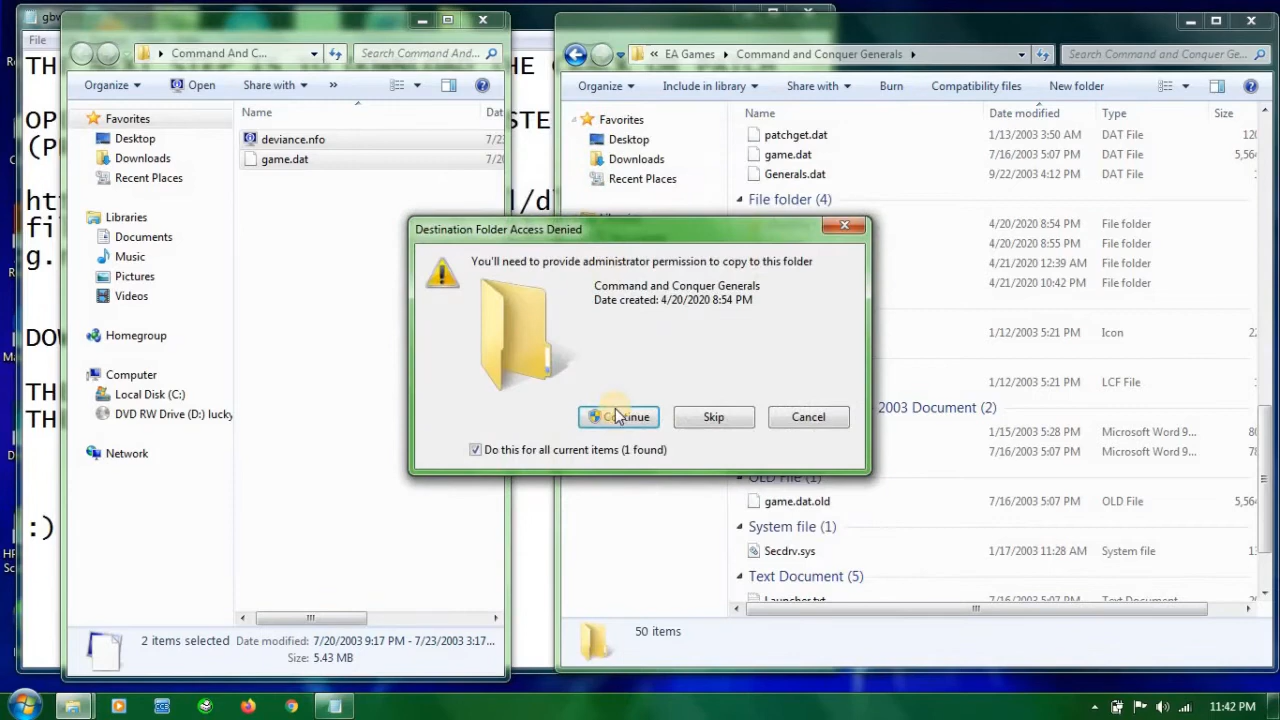 gbw
File
TH
HE
OP
STE
(P
htt
l/d
fi
g.
DOW
TH
TH
:)
Command And C...
Search Command And...
Organize
Open
Share with
»
Name
Dat
Favorites
deviance.nfo
7/23
Desktop
game.dat
7/20
Downloads
Recent Places
Libraries
Documents
Music
Pictures
Videos
Homegroup
Computer
Local Disk (C:)
DVD RW Drive (D:) lucky
Network
2 items selected
Date modified: 7/20/2003 9:17 PM - 7/23/2003 3:17...
Size: 5.43 MB
« EA Games
Command and Conquer Generals
Search Command and Conquer Ge...
Organize
Include in library
Share with
Burn
Compatibility files
New folder
Name
Date modified
Type
Size
Favorites
Desktop
Downloads
Recent Places
patchget.dat
1/13/2003 3:50 AM
DAT File
120
game.dat
7/16/2003 5:07 PM
DAT File
5,564
Generals.dat
9/22/2003 4:12 PM
DAT File
File folder (4)
4/20/2020 8:54 PM
File folder
4/20/2020 8:55 PM
File folder
4/21/2020 12:39 AM
File folder
4/21/2020 10:42 PM
File folder
1/12/2003 5:21 PM
Icon
22
1/12/2003 5:21 PM
LCF File
2003 Document (2)
1/15/2003 5:28 PM
Microsoft Word 9...
80
7/16/2003 5:07 PM
Microsoft Word 9...
OLD File (1)
game.dat.old
7/16/2003 5:07 PM
OLD File
5,564
System file (1)
Secdrv.sys
1/17/2003 11:28 AM
System file
Text Document (5)
Launcher.txt
7/16/2003 5:07 PM
Text Document
50 items
Destination Folder Access Denied
You'll need to provide administrator permission to copy to this folder
Command and Conquer Generals
Date created: 4/20/2020 8:54 PM
Continue
Skip
Cancel
Do this for all current items (1 found)
11:42 PM